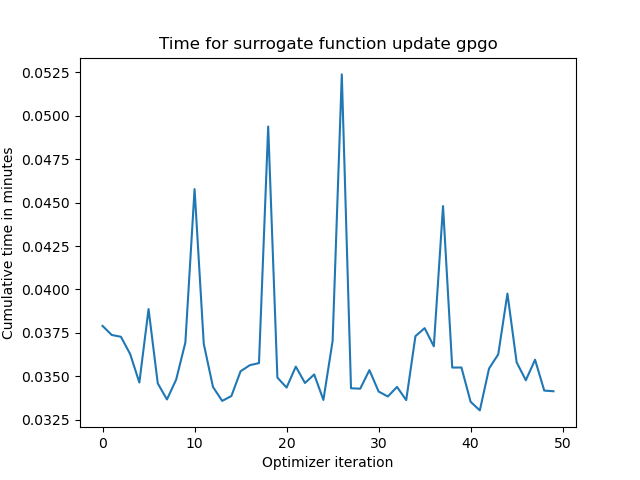 Time for surrogate function update gpgo
Cumulative time in minutes
0.0525
0.0500
0.0475
0.0450
0.0425
0.0400
0.0375
0.0350
0.0325
0 10 20 30 40 50
Optimizer iteration